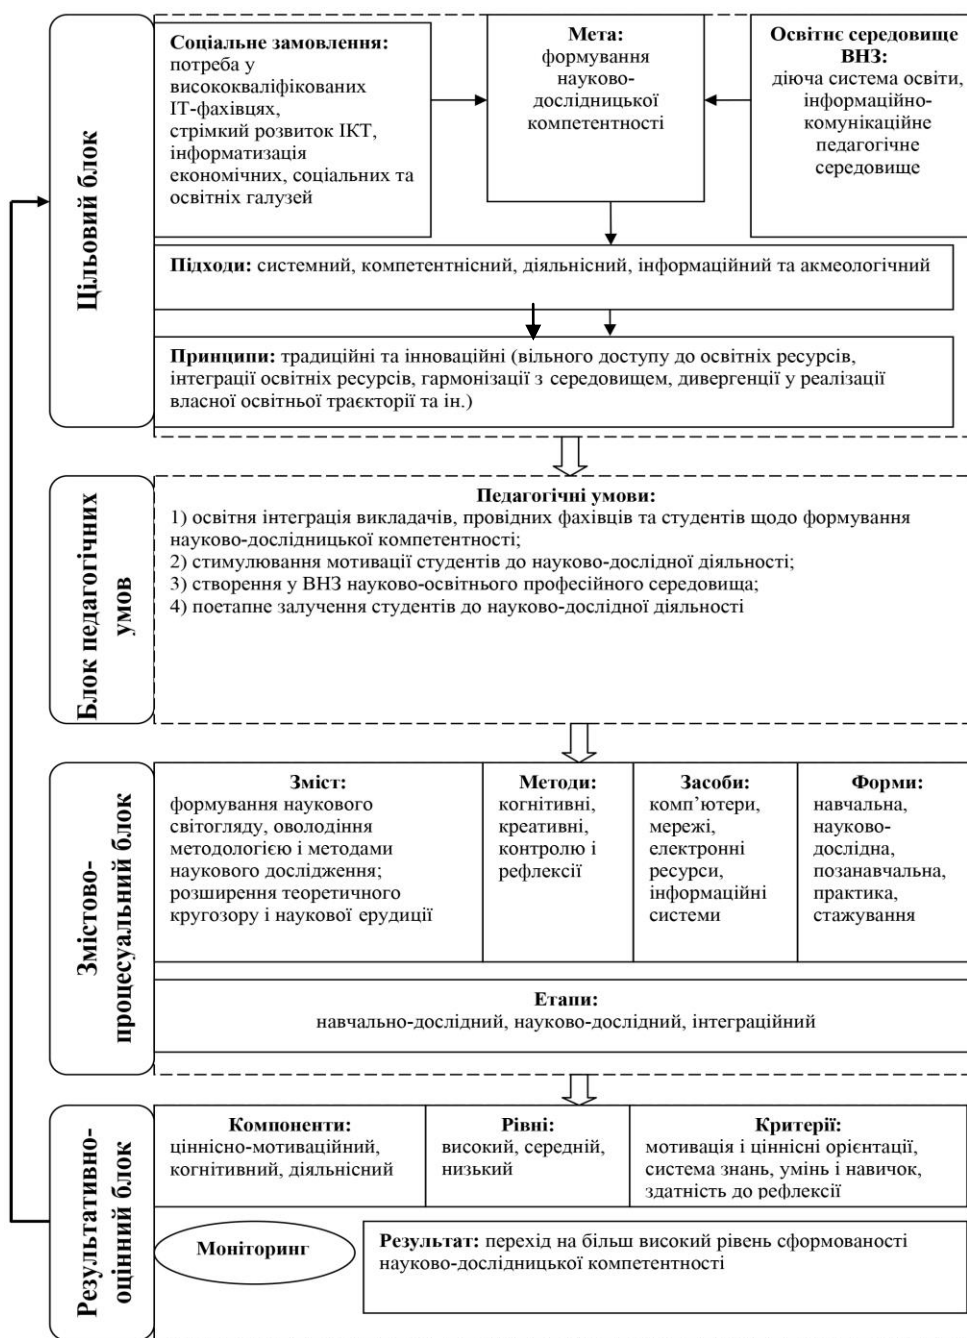 Цільовий блок
Соціальне замовлення:
потреба у
висококваліфікованих
ІТ-фахівцях,
стрімкий розвиток ІКТ,
інформатизація
економічних, соціальних та
освітніх галузей
Мета:
формування
науково-
дослідницької
компетентності
Освітнє середовище
ВНЗ:
діюча система освіти,
інформаційно-
комунікаційне
педагогічне
середовище
Підходи: системний, компетентнісний, діяльнісний, інформаційний та акмеологічний
Принципи: традиційні та інноваційні (вільного доступу до освітніх ресурсів,
інтеграції освітніх ресурсів, гармонізації з середовищем, дивергенції у реалізації
власної освітньої траєкторії та ін.)
Блок педагогічних
умов
Педагогічні умови:
1) освітня інтеграція викладачів, провідних фахівців та студентів щодо формування
науково-дослідницької компетентності;
2) стимулювання мотивації студентів до науково-дослідної діяльності;
3) створення у ВНЗ науково-освітнього професійного середовища;
4) поетапне залучення студентів до науково-дослідної діяльності
Змістово-
процесуальний блок
Зміст:
формування наукового
світогляду, оволодіння
методологією і методами
наукового дослідження;
розширення теоретичного
кругозору і наукової ерудиції
Методи:
когнітивні,
креативні,
контролю і
рефлексії
Засоби:
комп’ютери,
мережі,
електронні
ресурси,
інформаційні
системи
Форми:
навчальна,
науково-
дослідна,
позанавчальна,
практика,
стажування
Етапи:
навчально-дослідний, науково-дослідний, інтеграційний
Результативно-
оцінний блок
Компоненти:
ціннісно-мотиваційний,
когнітивний, діяльнісний
Рівні:
високий, середній,
низький
Критерії:
мотивація і ціннісні орієнтації,
система знань, умінь і навичок,
здатність до рефлексії
Моніторинг
Результат: перехід на більш високий рівень сформованості
науково-дослідницької компетентності